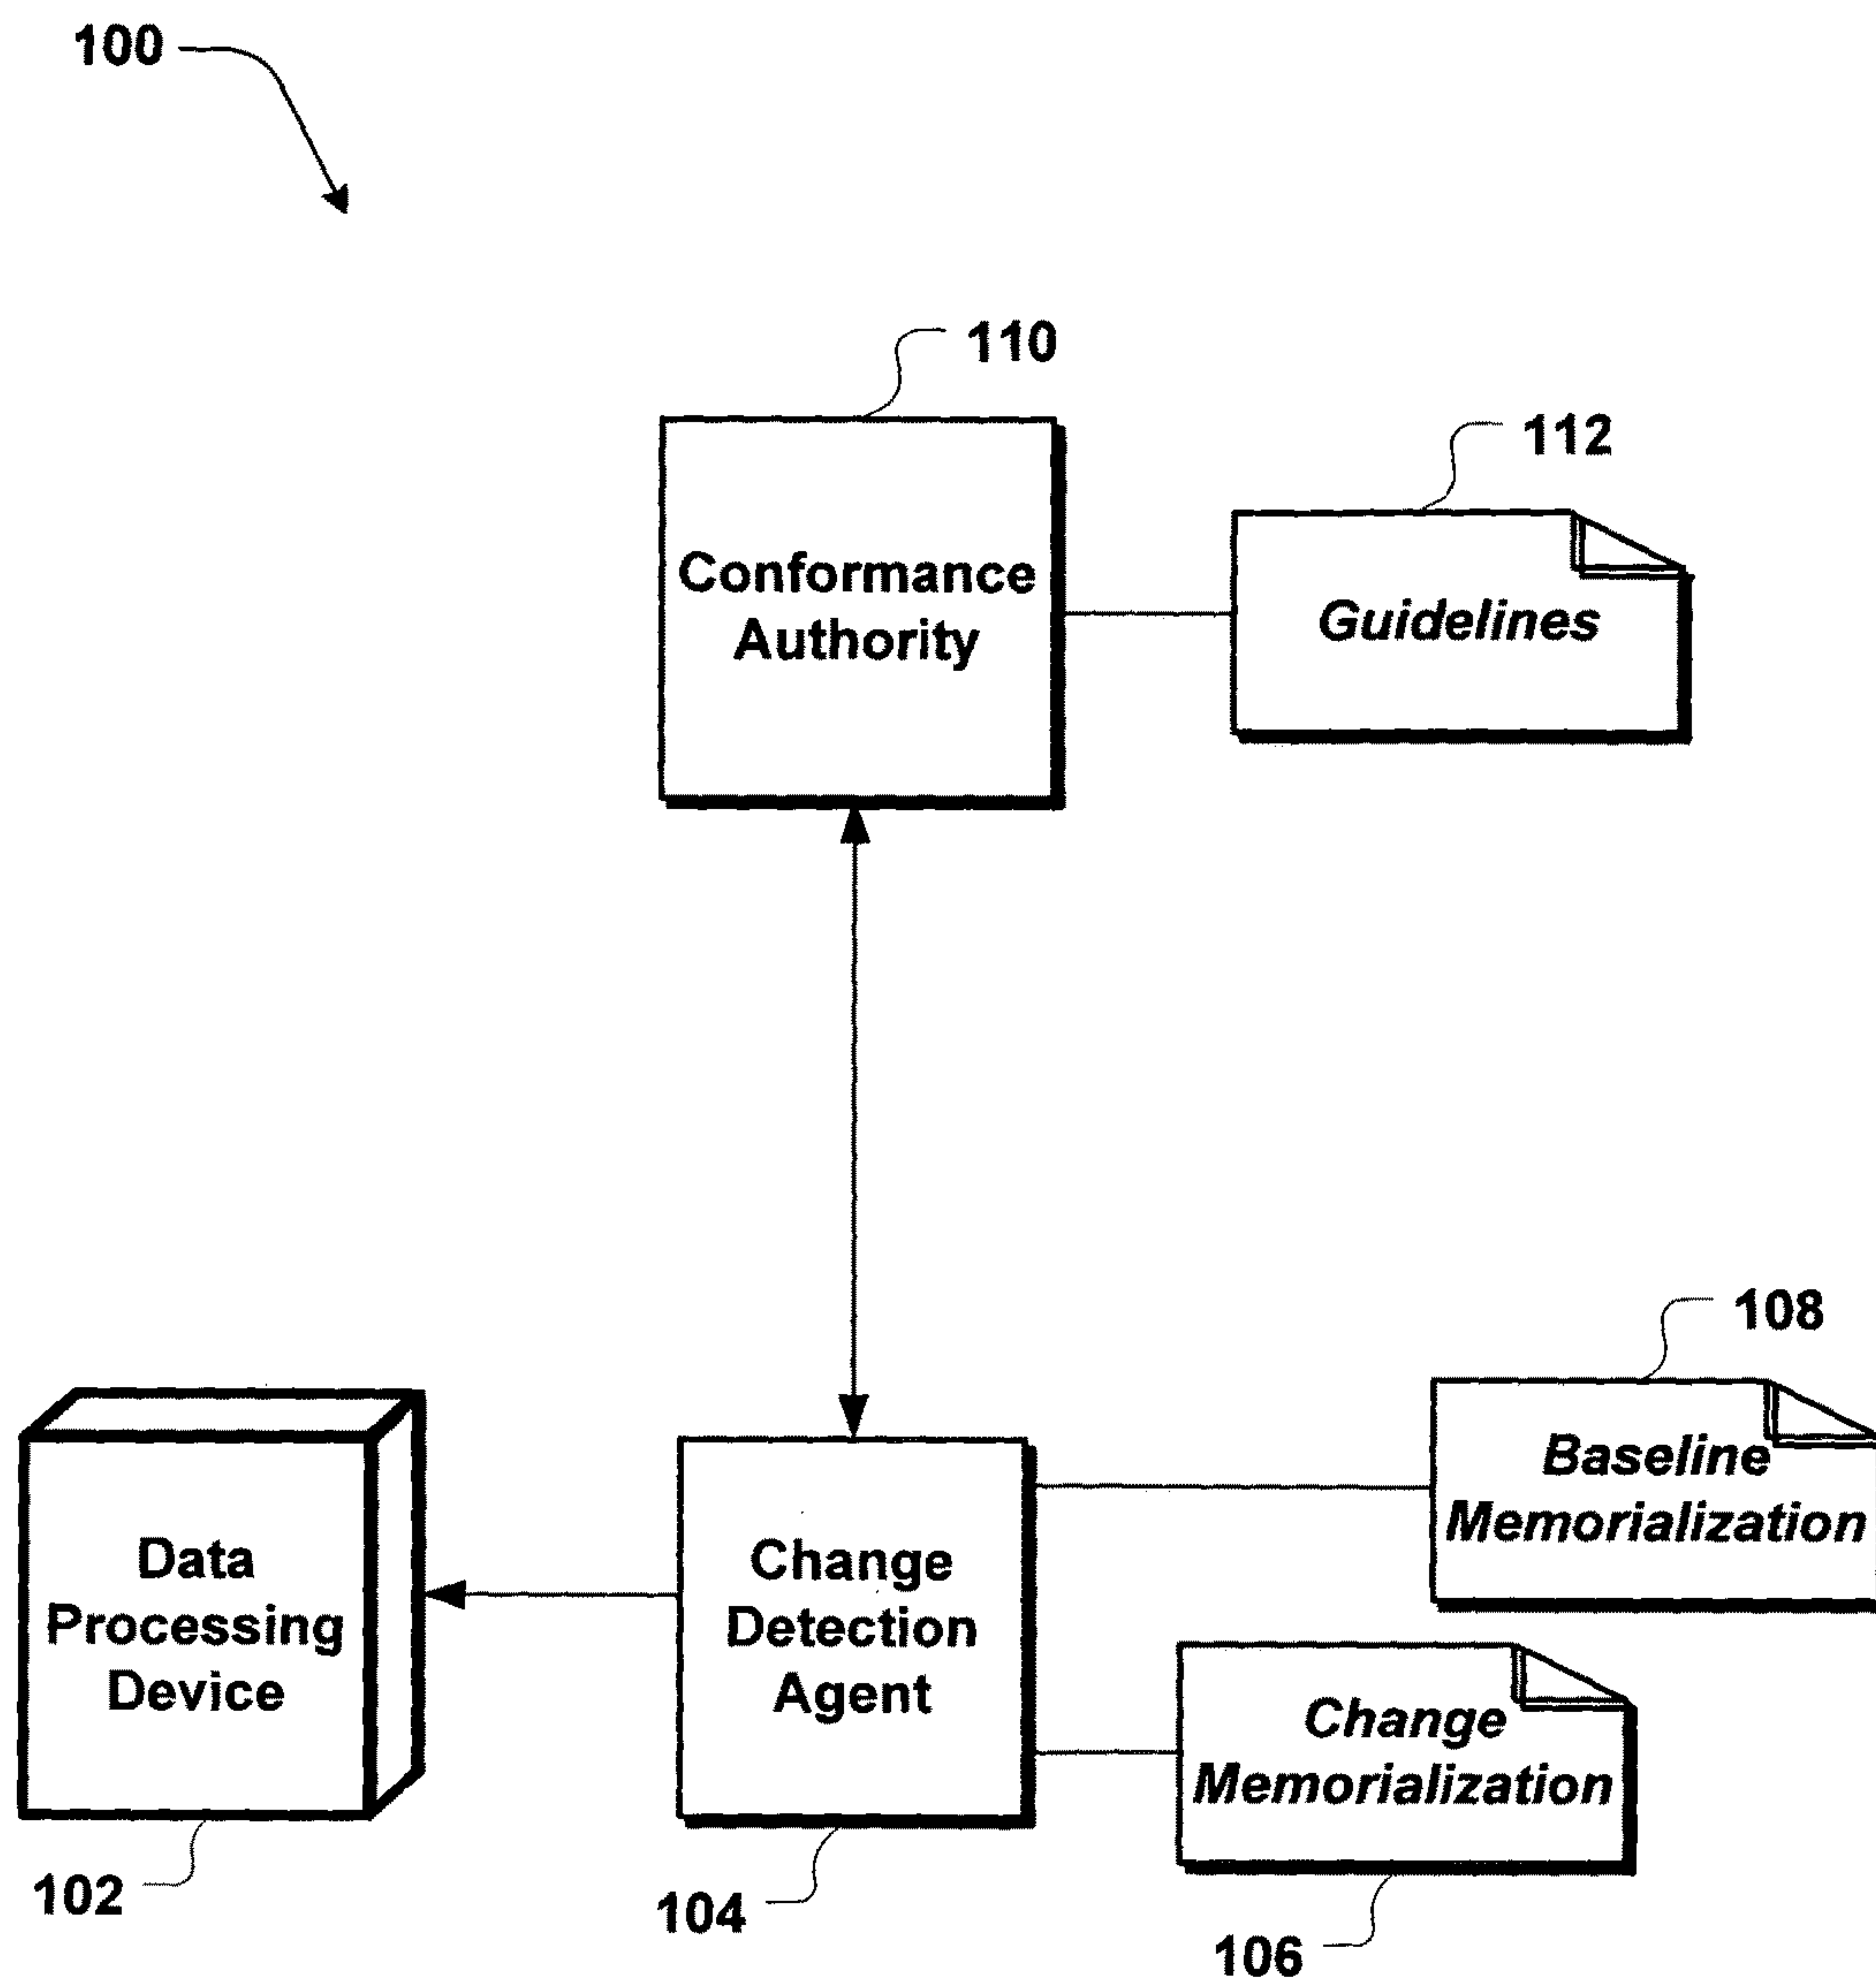 100
110
112
Conformance
Authority
Guidelines
108
Baseline
Memorialization
Data
Processing
Device
Change
Detection
Agent
Change
Memorialization
102
104
106